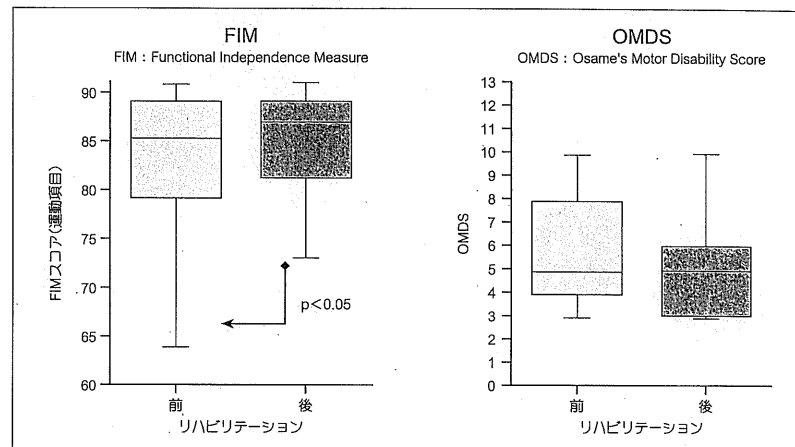 FIM
FIM : Functional Independence Measure
90
85
80
75
70
65
60
FIMスコア(運動項目)
p<0.05
前
後
リハビリテーション
OMDS
OMDS : Osame's Motor Disability Score
13
12
13
11
10
9
8
7
6
5
4
3
2
1
0
OMDS
前
後
リハビリテーション